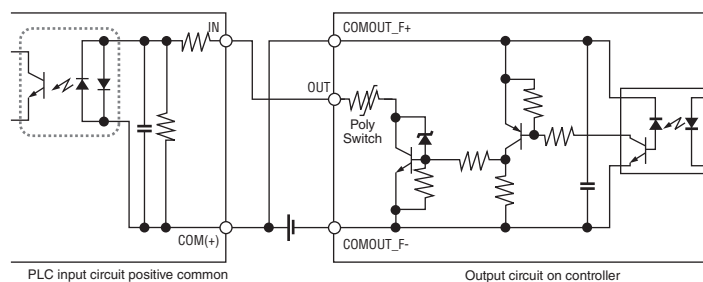 IN
COMOUT_F+
OUT
Poly
Switch
COM(+)
COMOUT_F-
PLC input circuit positive common
Output circuit on controller